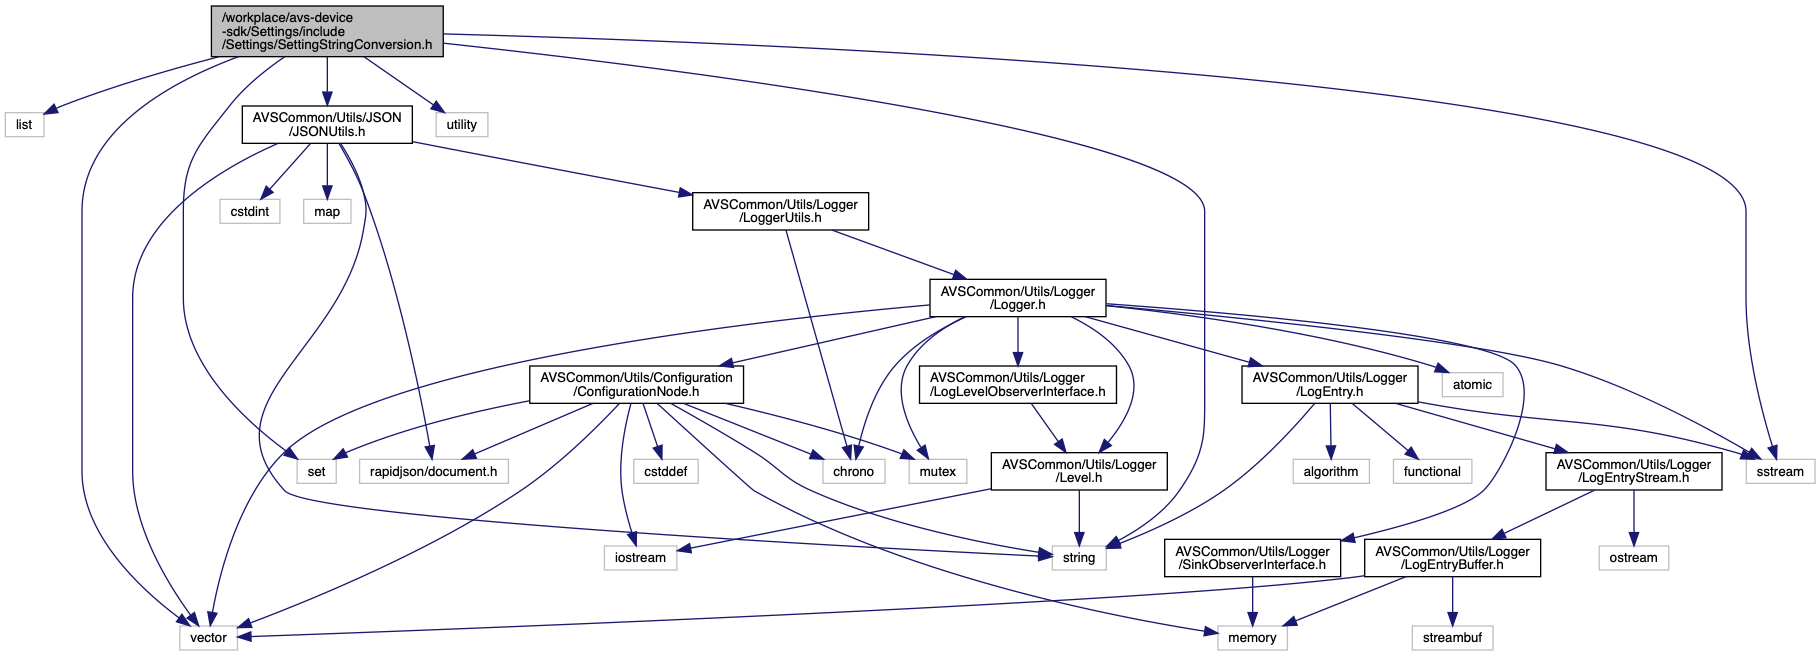 /workplace/avs-device
-sdk/Settings/include
/Settings/SettingStringConversion.h
list
AVSCommon/Utils/JSON
/JSONUtils.h
utility
cstdint
map
AVSCommon/Utils/Logger
/LoggerUtils.h
AVSCommon/Utils/Logger
/Logger.h
AVSCommon/Utils/Configuration
/ConfigurationNode.h
AVSCommon/Utils/Logger
/LogLevelObserverInterface.h
AVSCommon/Utils/Logger
/LogEntry.h
atomic
set
rapidjson/document.h
cstddef
chrono
mutex
AVSCommon/Utils/Logger
/Level.h
algorithm
functional
AVSCommon/Utils/Logger
/LogEntryStream.h
sstream
iostream
string
AVSCommon/Utils/Logger
/SinkObserverInterface.h
AVSCommon/Utils/Logger
/LogEntryBuffer.h
ostream
vector
memory
streambuf